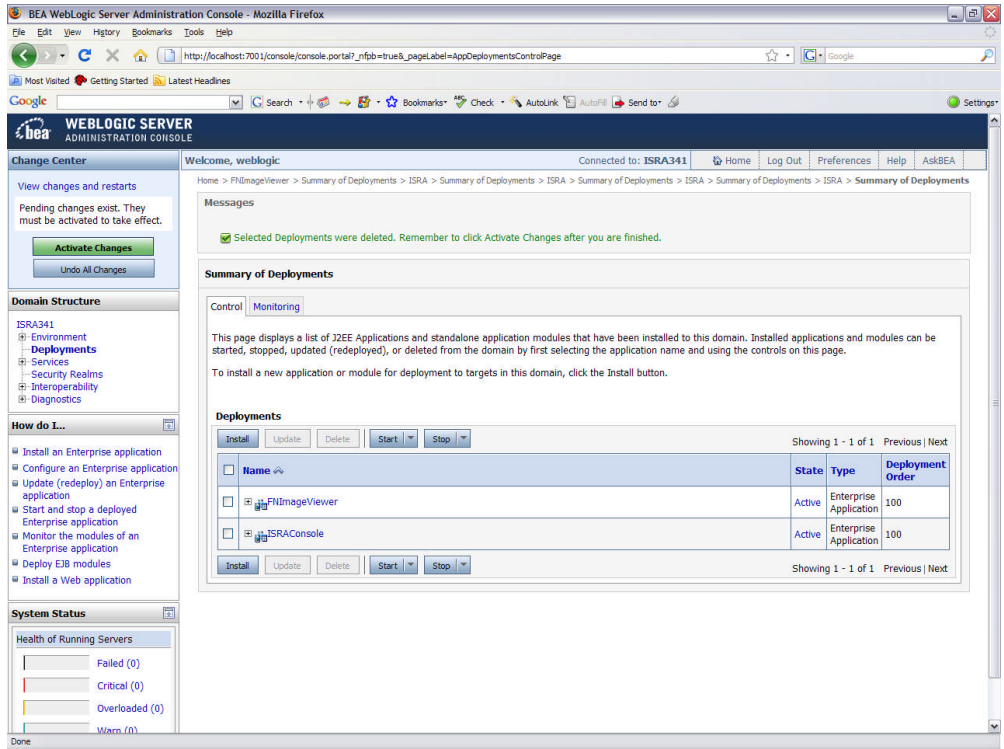 BEA WebLogic Server Administration Console - Mozilla Firefox
File Edit View History Bookmarks Tools Help
http://localhost:7001/console/console.portal?_nfpb=true&_pageLabel=AppDeploymentsControlPage
G Google
Most Visited Getting Started Latest Headlines
Google G Search Bookmarks ABC Check AutoLink AutoFill Send to Settings
bea WEBLOGIC SERVER
ADMINISTRATION CONSOLE
Change Center
View changes and restarts
Pending changes exist. They
must be activated to take effect.
Activate Changes
Undo All Changes
Domain Structure
ISRA341
Environment
Deployments
Services
Security Realms
Interoperability
Diagnostics
How do I...
Install an Enterprise application
Configure an Enterprise application
Update (redeploy) an Enterprise
application
Start and stop a deployed
Enterprise application
Monitor the modules of an
Enterprise application
Deploy EJB modules
Install a Web application
System Status
Health of Running Servers
Failed (0)
Critical (0)
Overloaded (0)
Warn (0)
Welcome, weblogic Connected to: ISRA341 Home Log Out Preferences Help AskBEA
Home > FNImageViewer > Summary of Deployments > ISRA > Summary of Deployments > ISRA > Summary of Deployments > ISRA > Summary of Deployments > ISRA > Summary of Deployments
Messages
Selected Deployments were deleted. Remember to click Activate Changes after you are finished.
Summary of Deployments
Control Monitoring
This page displays a list of J2EE Applications and standalone application modules that have been installed to this domain. Installed applications and modules can be
started, stopped, updated (redeployed), or deleted from the domain by first selecting the application name and using the controls on this page.
To install a new application or module for deployment to targets in this domain, click the Install button.
Deployments
Install Update Delete Start Stop Showing 1 - 1 of 1 Previous | Next
Name State Type Deployment
Order
FNImageViewer Active Enterprise
Application 100
ISRAConsole Active Enterprise
Application 100
Install Update Delete Start Stop Showing 1 - 1 of 1 Previous | Next
Done